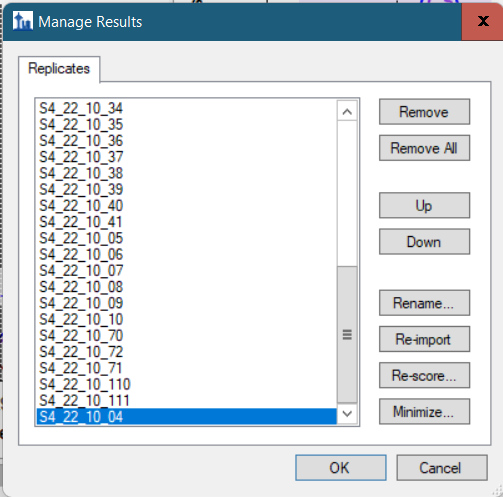 Manage Results
x
Replicates
S4_22_10_34
S4_22_10_35
S4_22_10_36
S4_22_10_37
S4_22_10_38
S4_22_10_39
S4_22_10_40
S4_22_10_41
S4_22_10_05
S4_22_10_06
S4_22_10_07
S4_22_10_08
S4_22_10_09
S4_22_10_10
S4_22_10_70
S4_22_10_72
S4_22_10_71
S4_22_10_110
S4_22_10_111
S4_22_10_04
Remove
Remove All
Up
Down
Rename...
Re-import
Re-score...
Minimize...
OK
Cancel